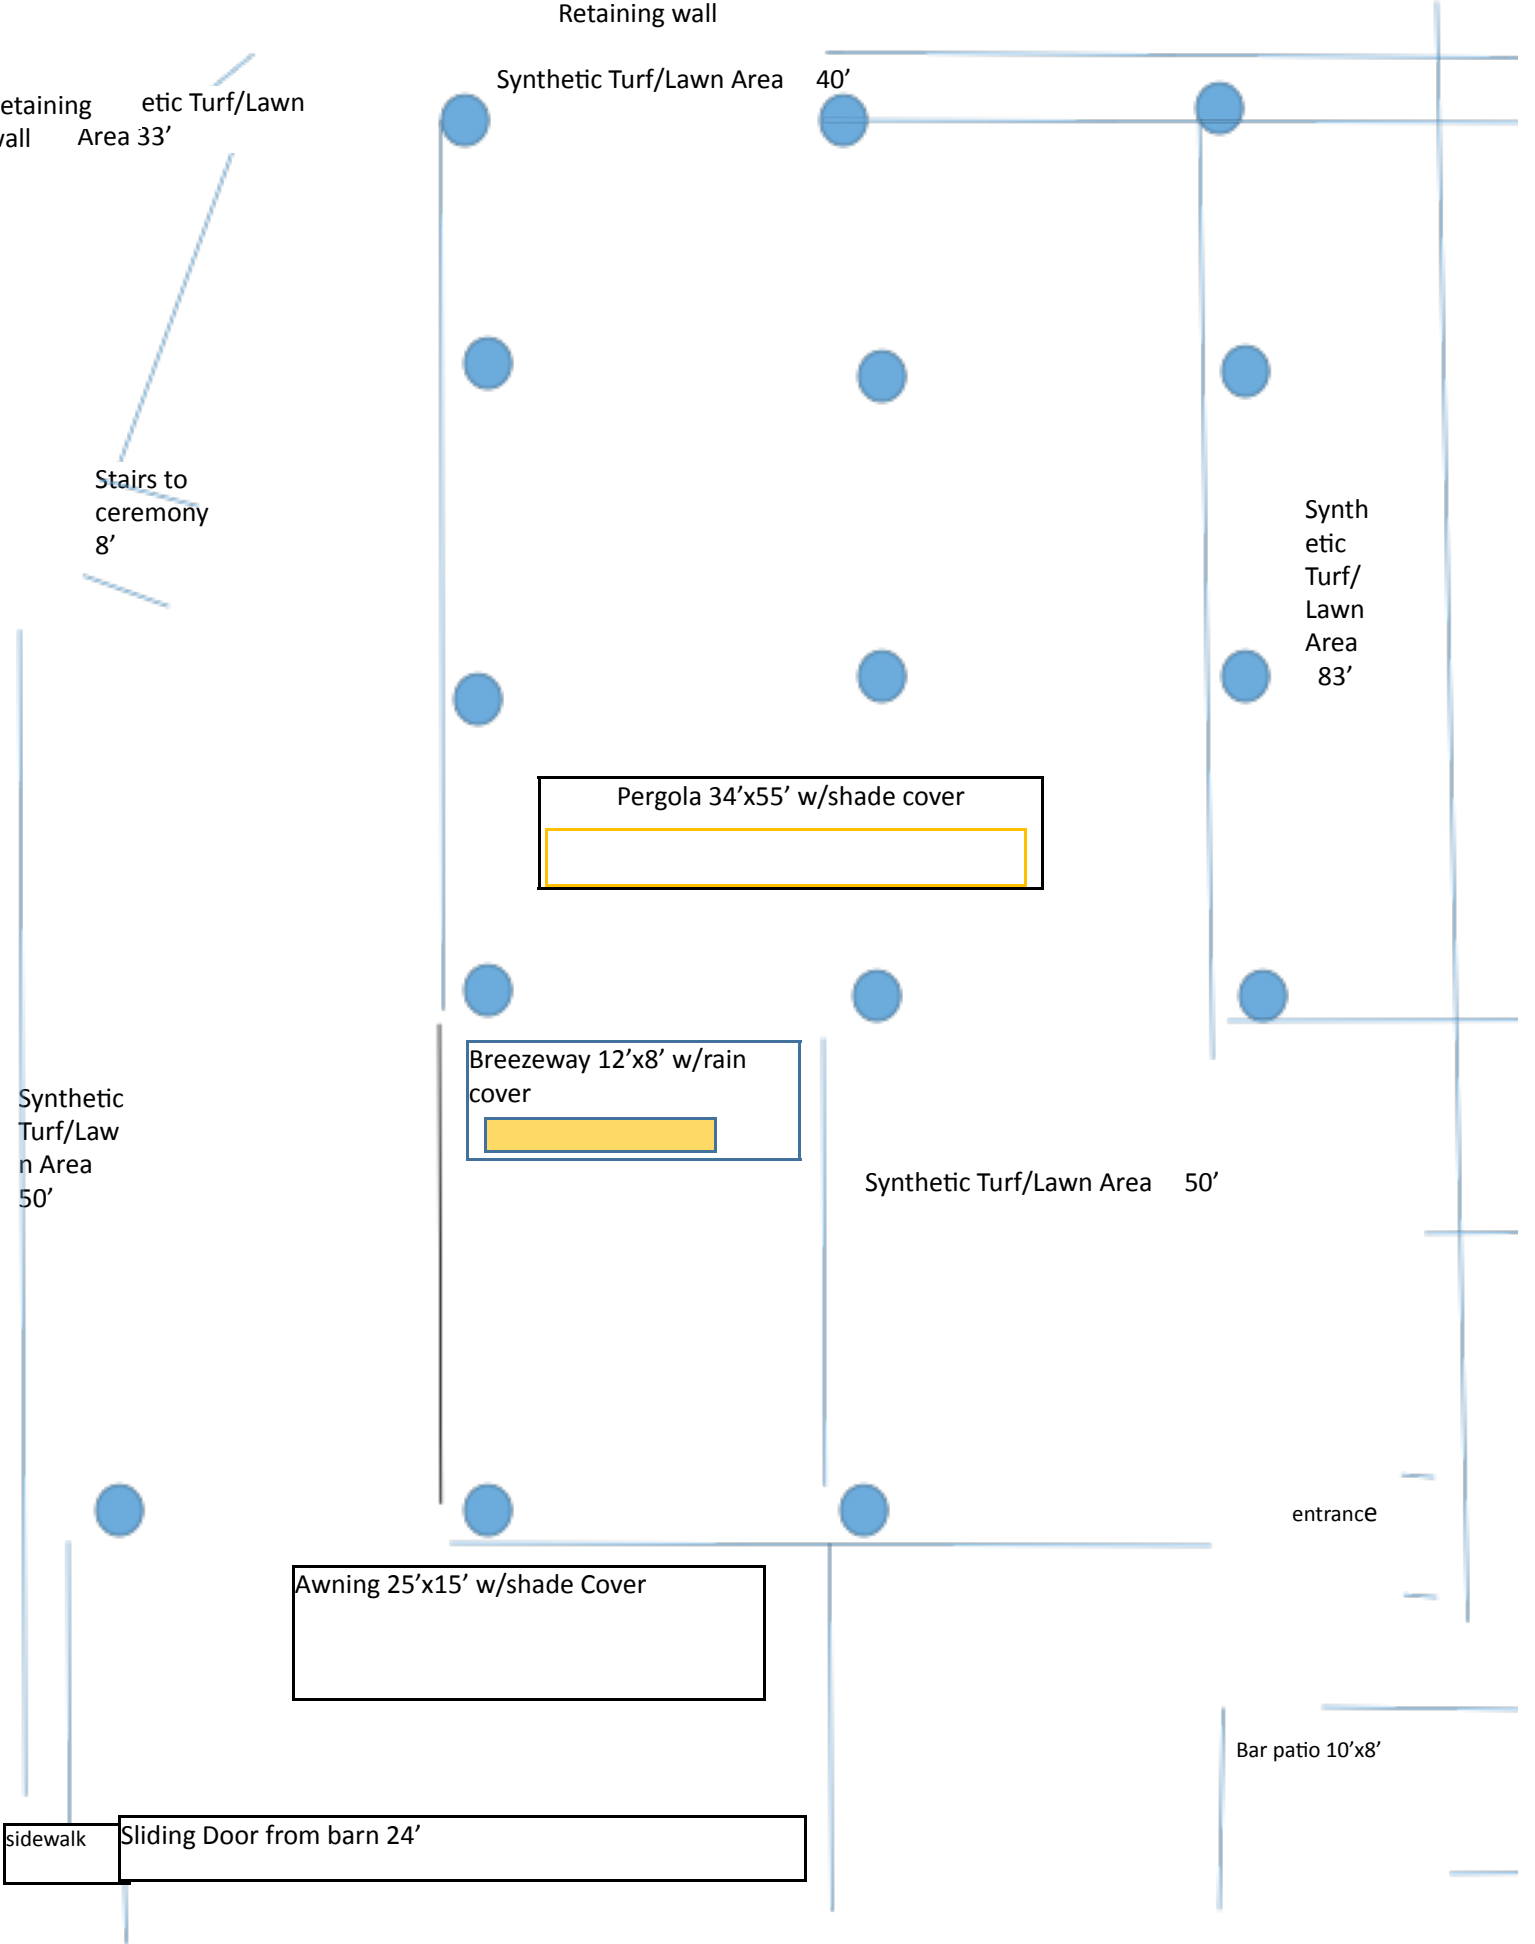 Retaining wall
Synthetic Turf/Lawn Area 40’
etaining
wall
etic Turf/Lawn
Area 33’
Stairs to
ceremony
8’
Synth
etic
Turf/
Lawn
Area
83’
Pergola 34’x55’ w/shade cover
Breezeway 12’x8’ w/rain
cover
Synthetic
Turf/Law
n Area
50’
Synthetic Turf/Lawn Area 50’
entrance
Awning 25’x15’ w/shade Cover
Bar patio 10’x8’
sidewalk
Sliding Door from barn 24’